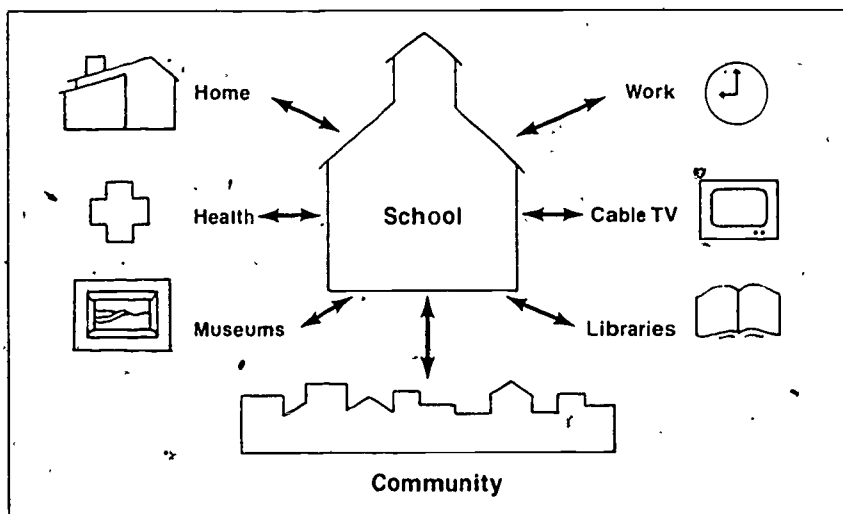 Home
Work
Health
School
Cable TV
Museums
Libraries
Community